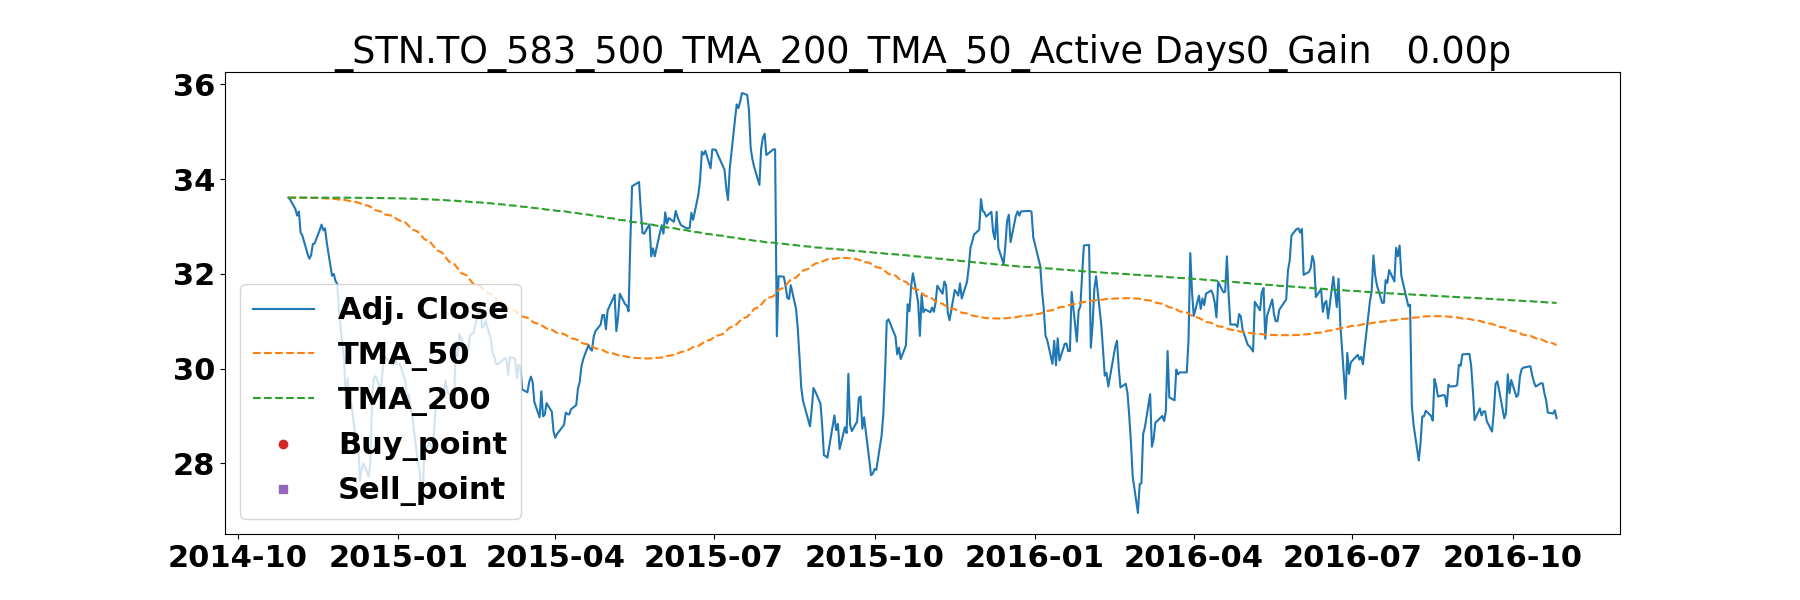 _STN.TO_583_500_TMA_200_TMA_50_Active Days0_Gain   0.00p
36
34
32
30
28
Adj. Close
TMA_50
TMA_200
Buy_point
Sell_point
2014-10 2015-01 2015-04 2015-07 2015-10 2016-01 2016-04 2016-07 2016-10